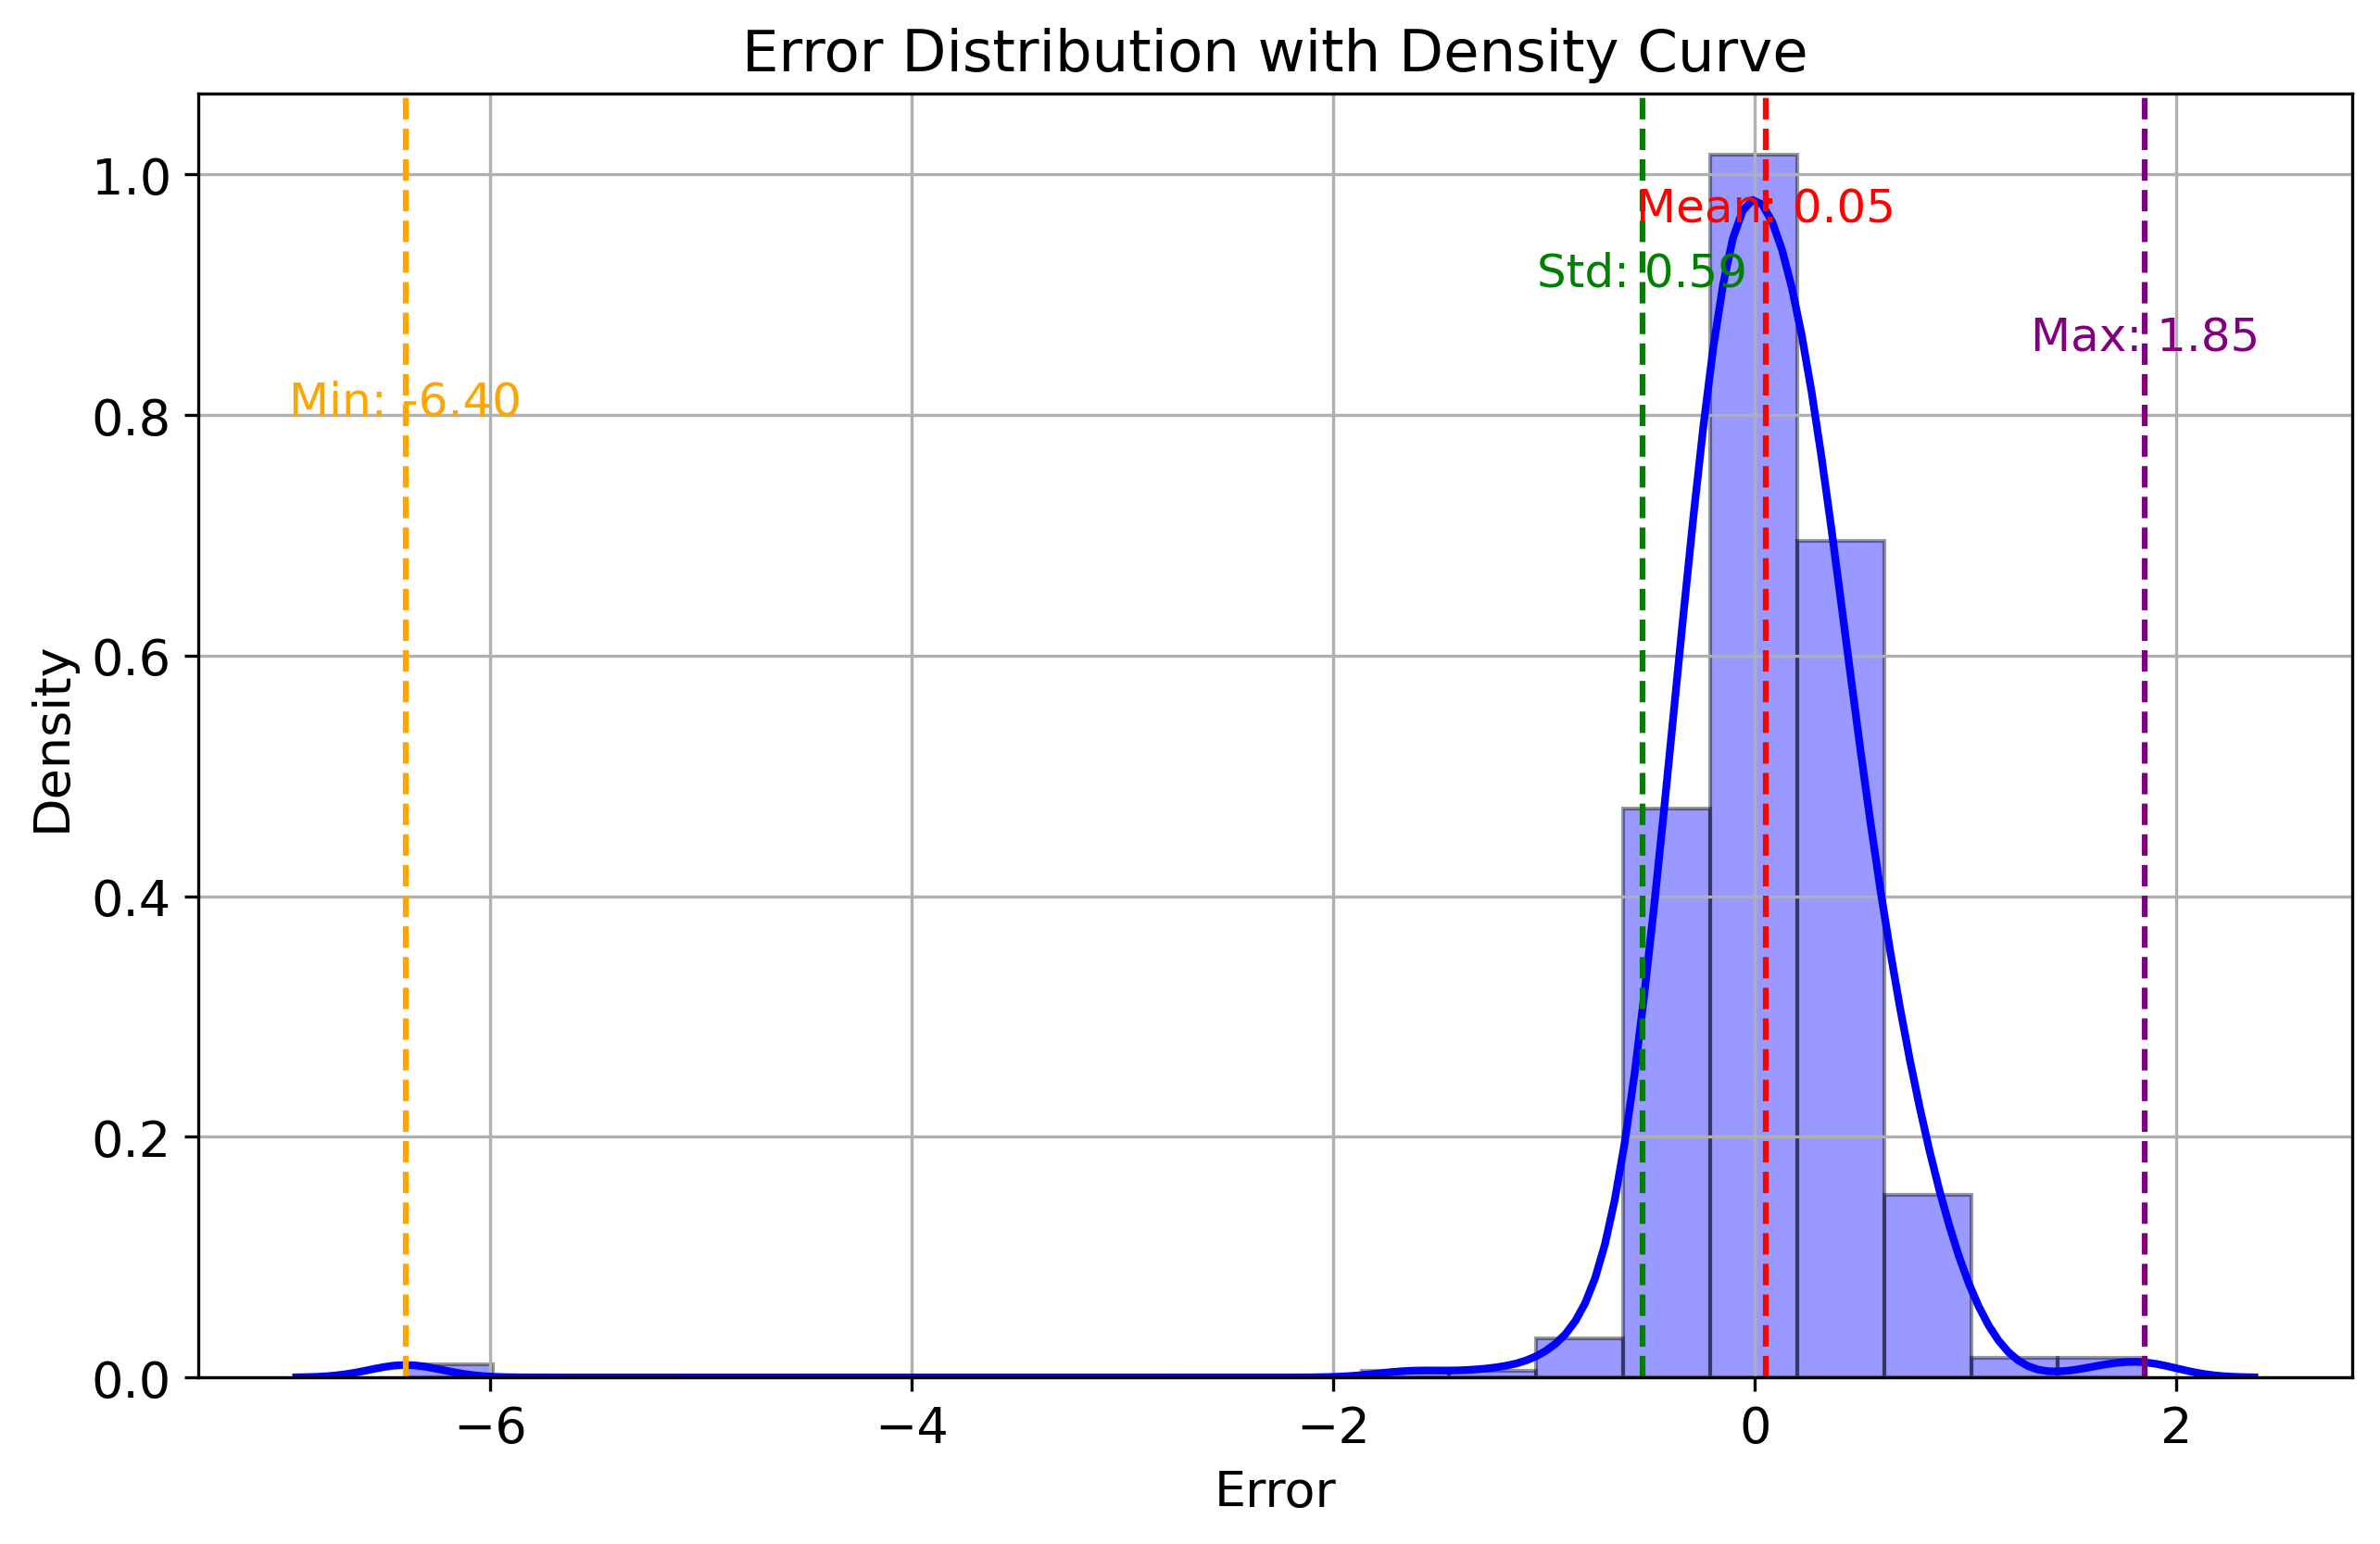 Error Distribution with Density Curve
Mean: 0.05
Std: 0.59
Max: 1.85
Min: -6.40
Density
1.0
0.8
0.6
0.4
0.2
0.0
−6 −4 −2 0 2
Error